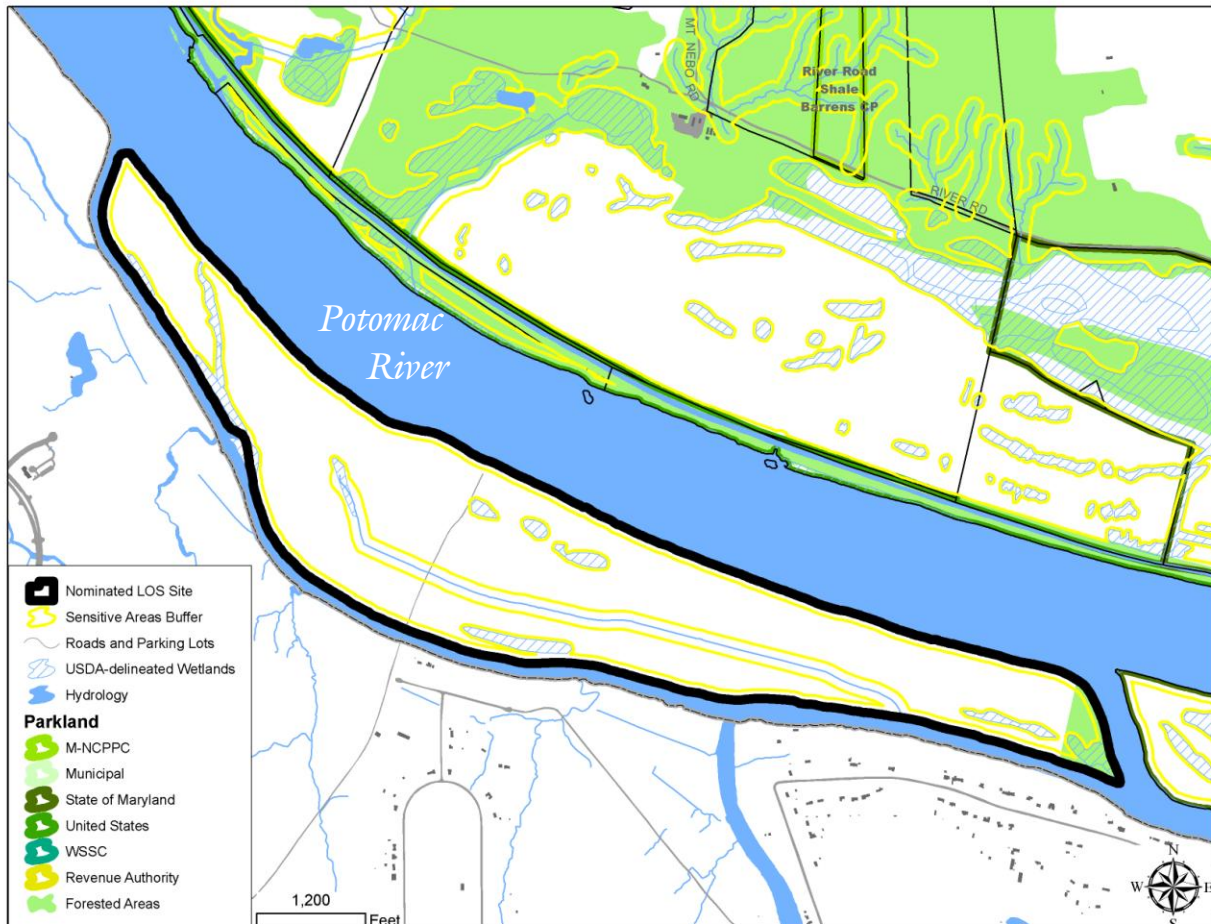 MT NEBO RD
River Road
Shale
Barrens CP
RIVER RD
Potomac
River
Nominated LOS Site
Sensitive Areas Buffer
Roads and Parking Lots
USDA-delineated Wetlands
Hydrology
Parkland
M-NCPPC
Municipal
State of Maryland
United States
WSSC
Revenue Authority
Forested Areas
1,200
Feet
N
W E
S